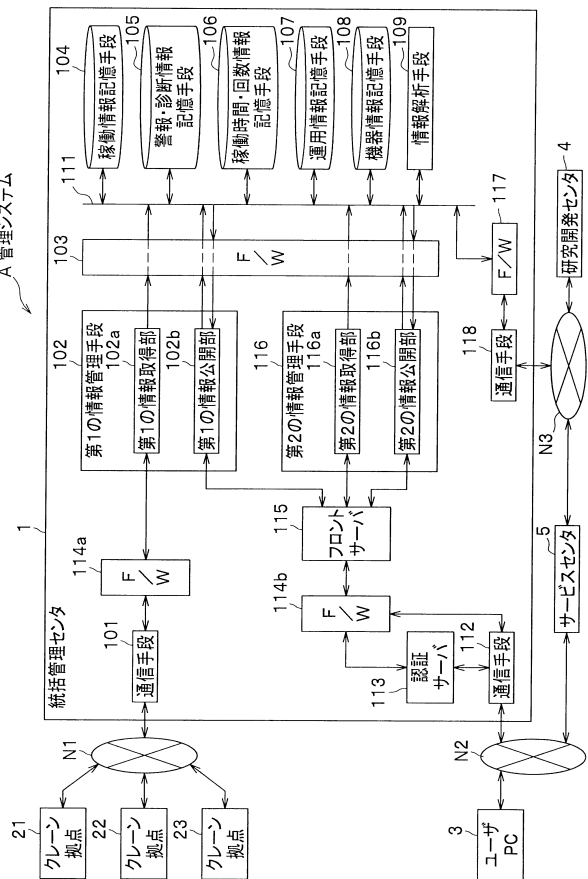 A 管理システム
1
統括管理センタ
21
クレーン
拠点
22
クレーン
拠点
23
クレーン
拠点
N1
101
通信手段
114a
F/W
102
第1の情報管理手段
102a
第1の情報取得部
102b
第1の情報公開部
103
F/W
111
104
稼働情報記憶手段
105
警報・診断情報
記憶手段
106
稼働時間・回数情報
記憶手段
107
運用情報記憶手段
108
機器情報記憶手段
109
情報解析手段
3
ユーザ
PC
N2
112
通信手段
113
認証
サーバ
114b
F/W
115
フロント
サーバ
116
第2の情報管理手段
116a
第2の情報取得部
116b
第2の情報公開部
117
F/W
118
通信手段
5
サービスセンタ
N3
4
研究開発センタ